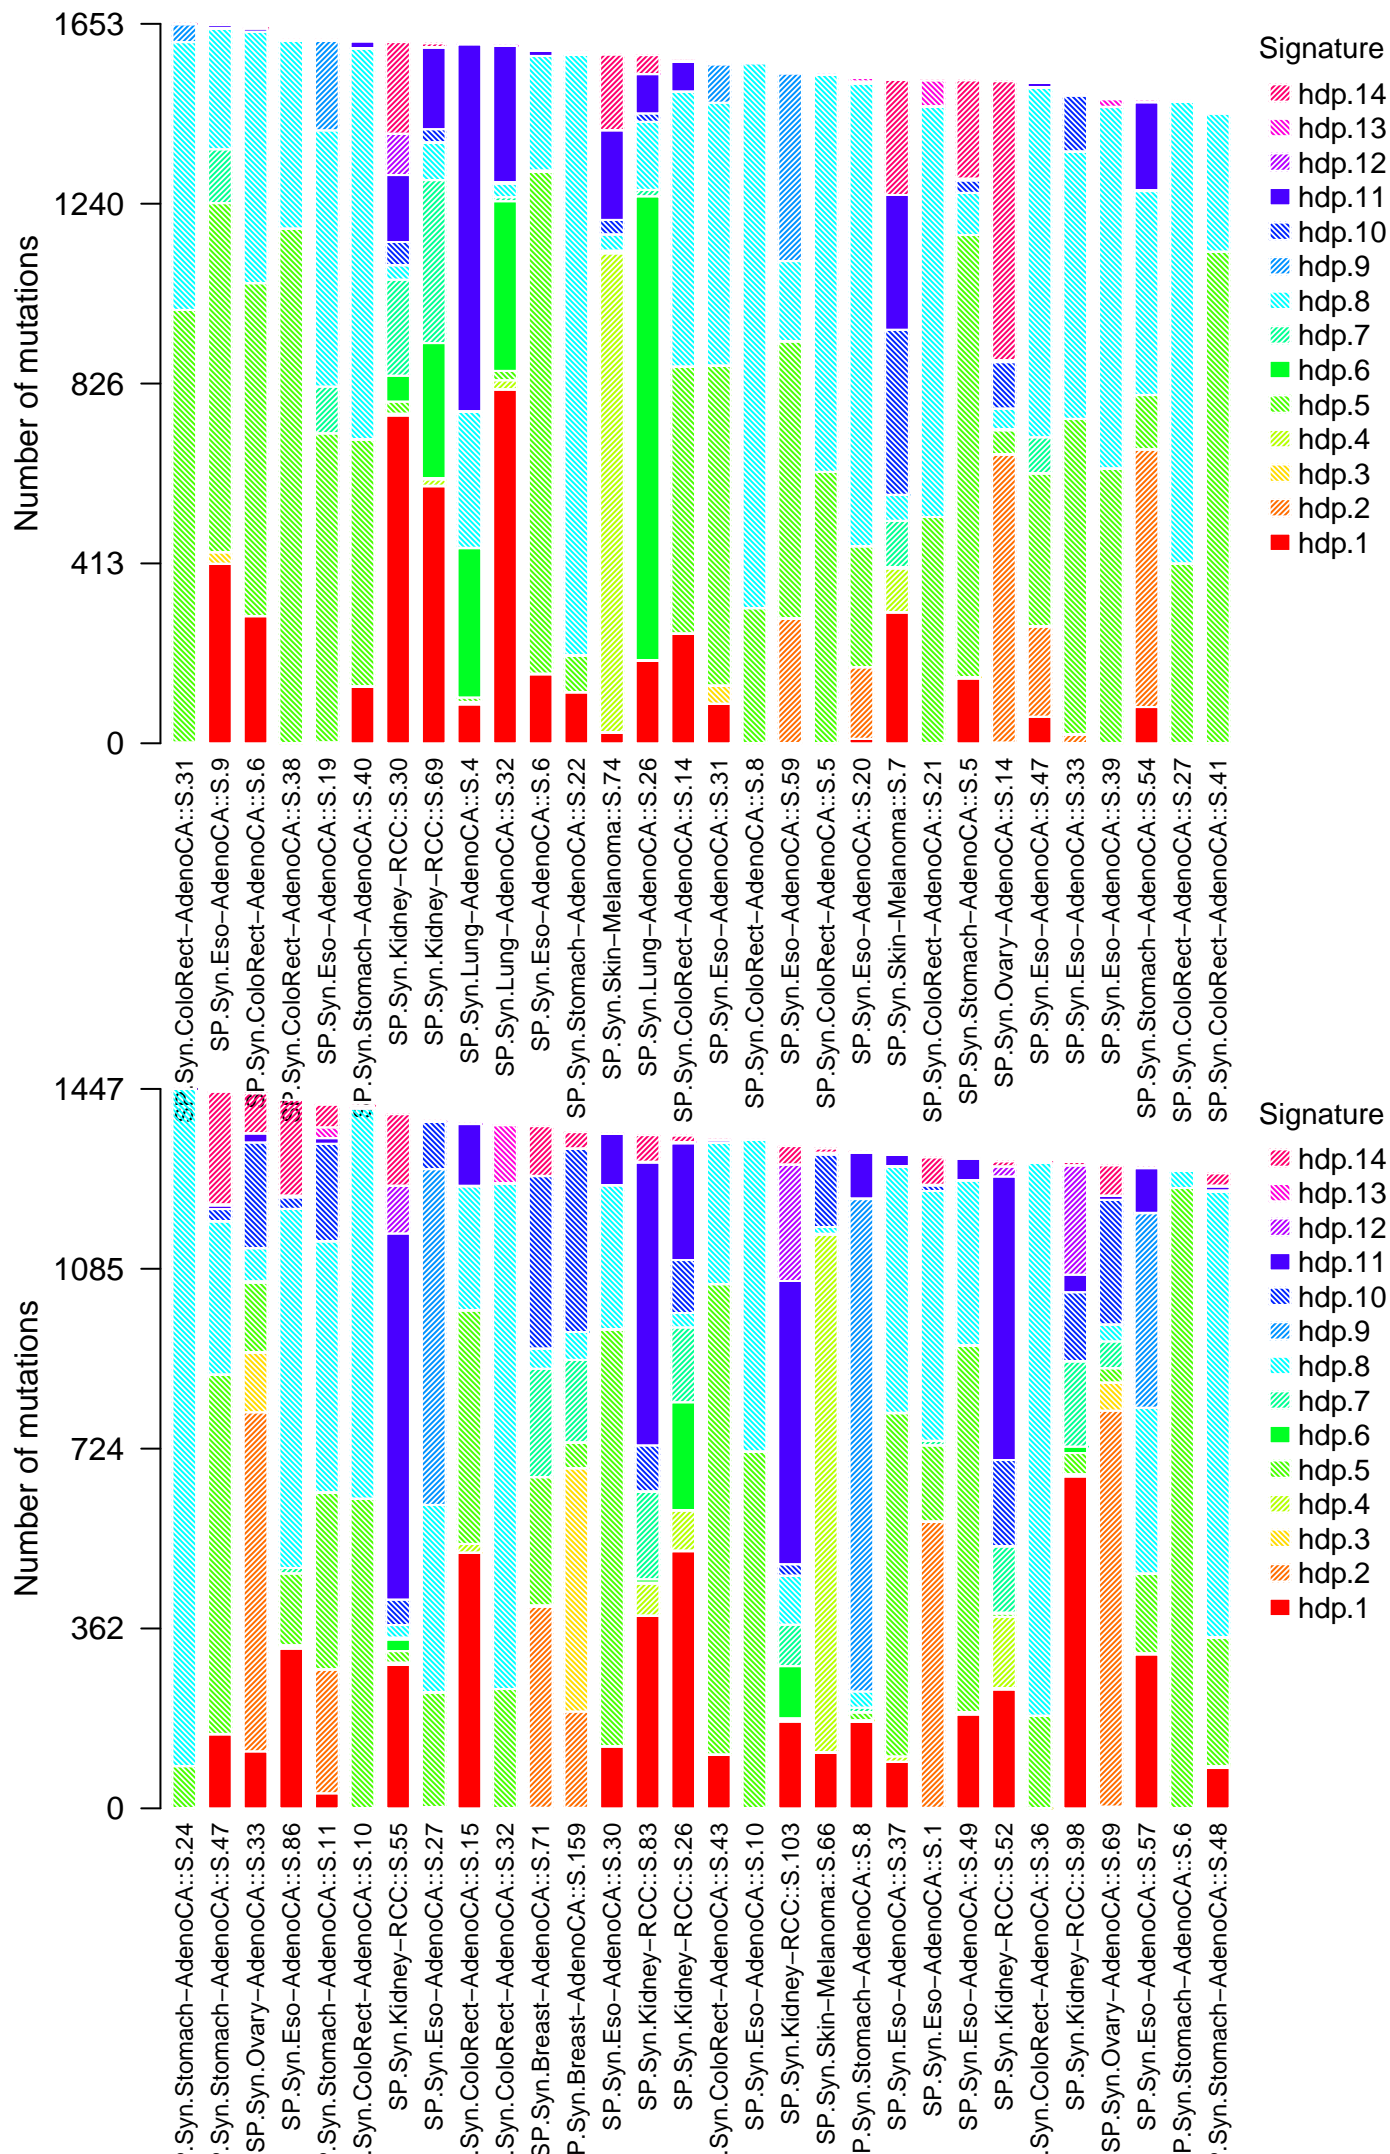 Number of mutations
1653
1240
826
413
0
SP.Syn.ColoRect−AdenoCA::S.31
SP.Syn.Eso−AdenoCA::S.9
SP.Syn.ColoRect−AdenoCA::S.6
SP.Syn.ColoRect−AdenoCA::S.38
SP.Syn.Eso−AdenoCA::S.19
SP.Syn.Stomach−AdenoCA::S.40
SP.Syn.Kidney−RCC::S.30
SP.Syn.Kidney−RCC::S.69
SP.Syn.Lung−AdenoCA::S.4
SP.Syn.Lung−AdenoCA::S.32
SP.Syn.Eso−AdenoCA::S.6
SP.Syn.Stomach−AdenoCA::S.22
SP.Syn.Skin−Melanoma::S.74
SP.Syn.Lung−AdenoCA::S.26
SP.Syn.ColoRect−AdenoCA::S.14
SP.Syn.Eso−AdenoCA::S.31
SP.Syn.ColoRect−AdenoCA::S.8
SP.Syn.Eso−AdenoCA::S.59
SP.Syn.ColoRect−AdenoCA::S.5
SP.Syn.Eso−AdenoCA::S.20
SP.Syn.Skin−Melanoma::S.7
SP.Syn.ColoRect−AdenoCA::S.21
SP.Syn.Stomach−AdenoCA::S.5
SP.Syn.Ovary−AdenoCA::S.14
SP.Syn.Eso−AdenoCA::S.47
SP.Syn.Eso−AdenoCA::S.33
SP.Syn.Eso−AdenoCA::S.39
SP.Syn.Stomach−AdenoCA::S.54
SP.Syn.ColoRect−AdenoCA::S.27
SP.Syn.ColoRect−AdenoCA::S.41
Signature
hdp.14
hdp.13
hdp.12
hdp.11
hdp.10
hdp.9
hdp.8
hdp.7
hdp.6
hdp.5
hdp.4
hdp.3
hdp.2
hdp.1
Number of mutations
1447
1085
724
362
0
P.Syn.Stomach−AdenoCA::S.24
P.Syn.Stomach−AdenoCA::S.47
SP.Syn.Ovary−AdenoCA::S.33
SP.Syn.Eso−AdenoCA::S.86
P.Syn.Stomach−AdenoCA::S.11
.Syn.ColoRect−AdenoCA::S.10
SP.Syn.Kidney−RCC::S.55
SP.Syn.Eso−AdenoCA::S.27
.Syn.ColoRect−AdenoCA::S.15
.Syn.ColoRect−AdenoCA::S.32
SP.Syn.Breast−AdenoCA::S.71
P.Syn.Breast−AdenoCA::S.159
SP.Syn.Eso−AdenoCA::S.30
SP.Syn.Kidney−RCC::S.83
SP.Syn.Kidney−RCC::S.26
.Syn.ColoRect−AdenoCA::S.43
SP.Syn.Eso−AdenoCA::S.10
SP.Syn.Kidney−RCC::S.103
SP.Syn.Skin−Melanoma::S.66
P.Syn.Stomach−AdenoCA::S.8
SP.Syn.Eso−AdenoCA::S.37
SP.Syn.Eso−AdenoCA::S.1
SP.Syn.Eso−AdenoCA::S.49
SP.Syn.Kidney−RCC::S.52
.Syn.ColoRect−AdenoCA::S.36
SP.Syn.Kidney−RCC::S.98
SP.Syn.Ovary−AdenoCA::S.69
SP.Syn.Eso−AdenoCA::S.57
P.Syn.Stomach−AdenoCA::S.6
.Syn.Stomach−AdenoCA::S.48
Signature
hdp.14
hdp.13
hdp.12
hdp.11
hdp.10
hdp.9
hdp.8
hdp.7
hdp.6
hdp.5
hdp.4
hdp.3
hdp.2
hdp.1